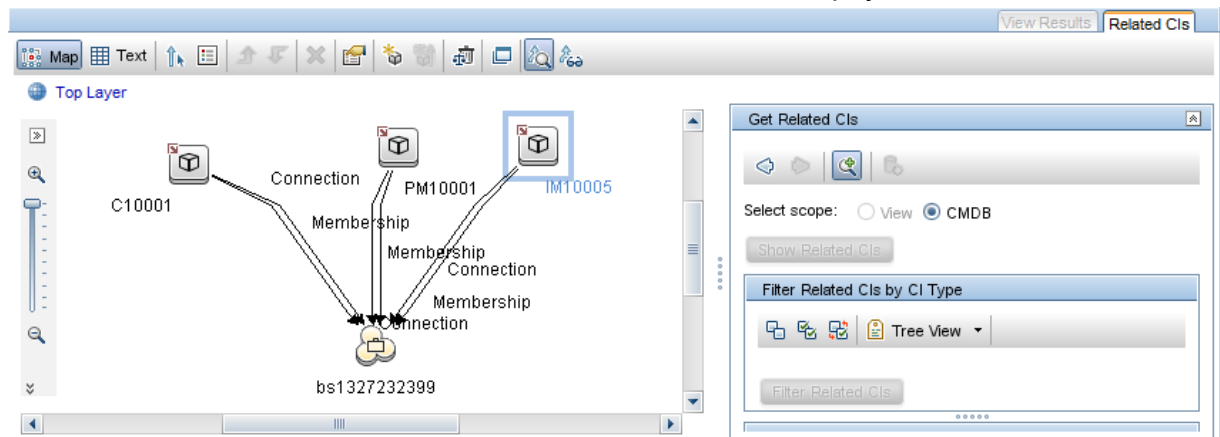 View Results Related CIs
Map Text
Top Layer
Get Related CIs
Connection
PM10001
IM10005
C10001
Membership
Select scope: View CMDB
Membership
Show Related CIs
Connection
Filter Related CIs by CI Type
Membership
Connection
Tree View
bs1327232399
Filter Related CIs